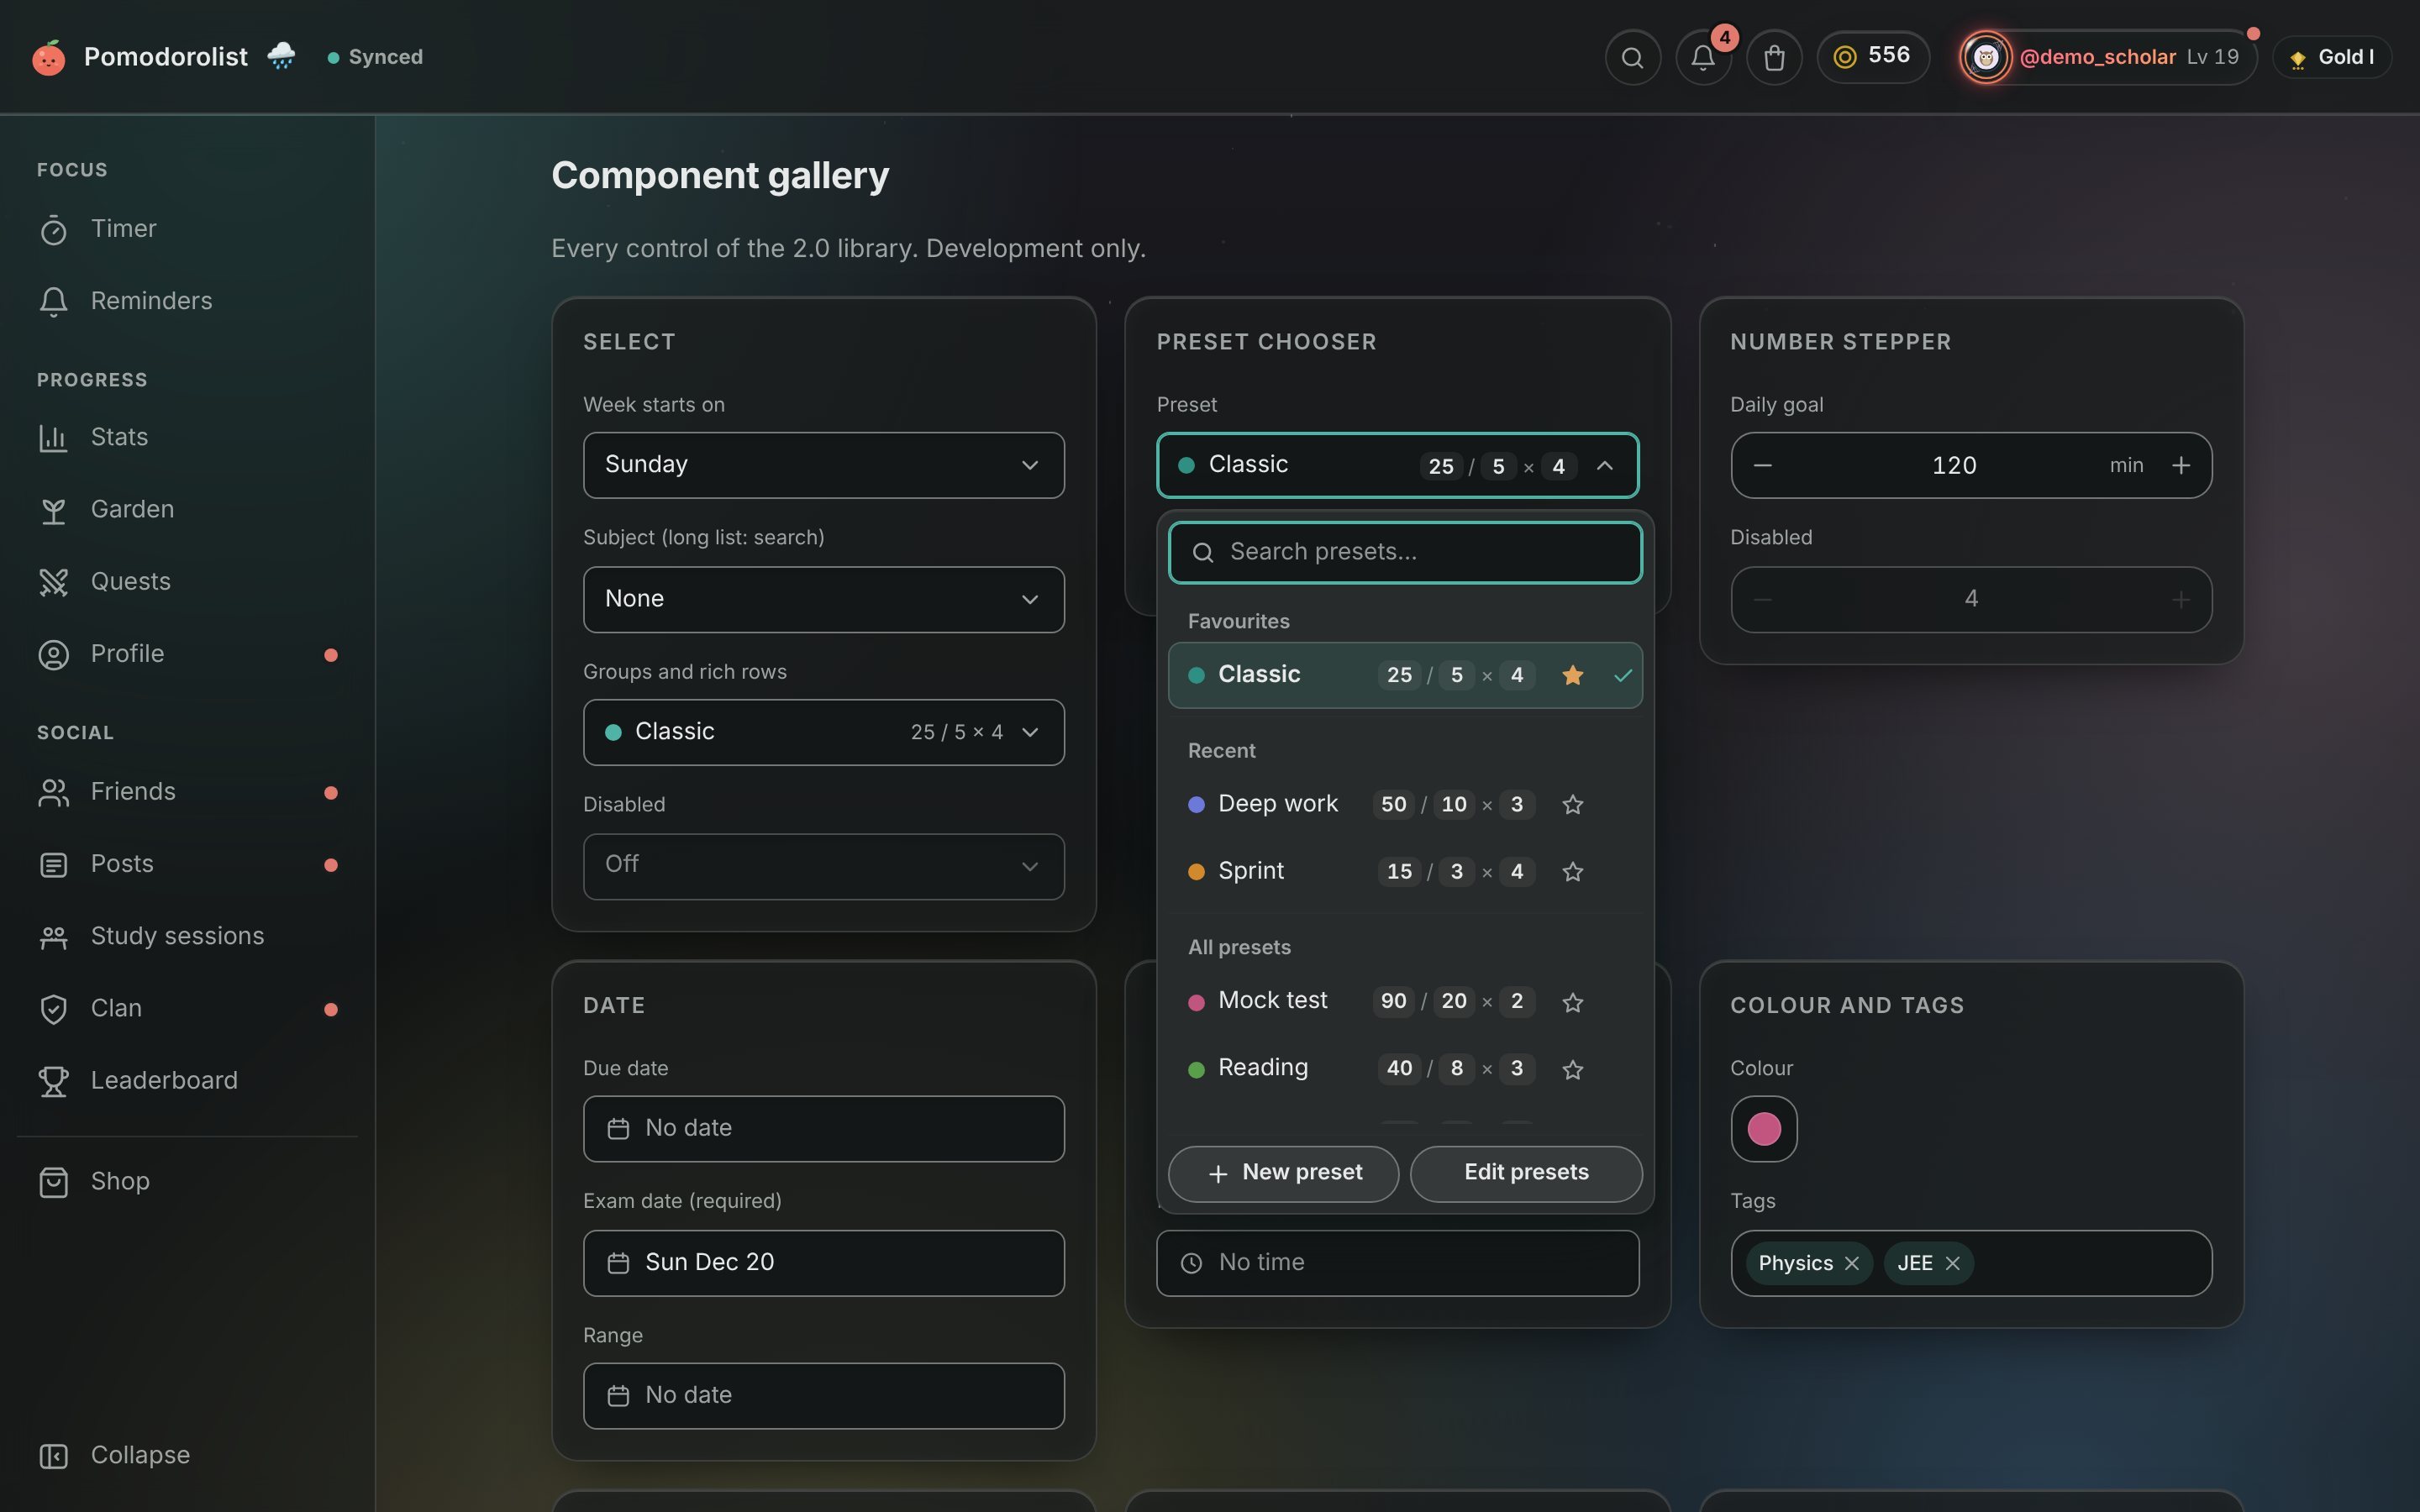 Pomodorolist
Synced
4
556
@demo_scholar Lv 19
Gold I
FOCUS
Timer
Reminders
PROGRESS
Stats
Garden
Quests
Profile
SOCIAL
Friends
Posts
Study sessions
Clan
Leaderboard
Shop
Collapse
Component gallery
Every control of the 2.0 library. Development only.
SELECT
Week starts on
Sunday
Subject (long list: search)
None
Groups and rich rows
Classic 25 / 5 × 4
Disabled
Off
PRESET CHOOSER
Preset
Classic 25 / 5 × 4
Search presets...
Favourites
Classic 25 / 5 × 4
Recent
Deep work 50 / 10 × 3
Sprint 15 / 3 × 4
All presets
Mock test 90 / 20 × 2
Reading 40 / 8 × 3
New preset
Edit presets
No time
NUMBER STEPPER
Daily goal
− 120 min +
Disabled
− 4 +
DATE
Due date
No date
Exam date (required)
Sun Dec 20
Range
No date
COLOUR AND TAGS
Colour
Tags
Physics × JEE ×